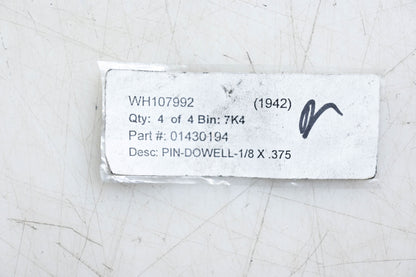 WH107992 (1942)
Qty: 4 of 4 Bin: 7K4
Part #: 01430194
Desc: PIN-DOWELL-1/8 X .375